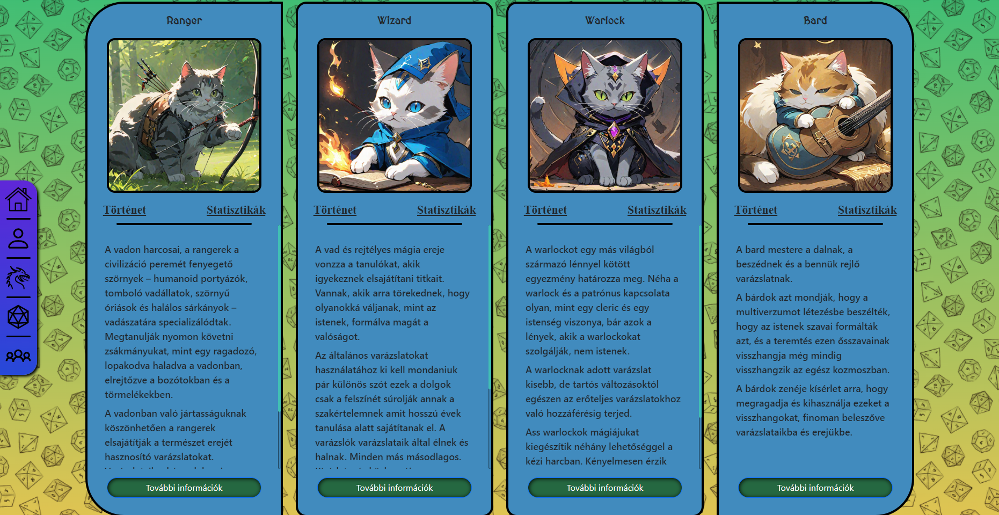 Ranger
Történet Statisztikák
A vadon harcosai, a rangerek a
civilizáció peremét fenyegető
szörnyek – humanoid portyázók,
tomboló vadállatok, szörnyű
óriások és halálos sárkányok –
vadászatára specializálódtak.
Megtanulják nyomon követni
zsákmányukat, mint egy ragadozó,
lopakodva haladva a vadonban,
elrejtőzve a bozótokban és a
törmelékekben.
A vadonban való jártasságuknak
köszönhetően a rangerek
elsajátítják a természet erejét
hasznosító varázslatokat.
További információk
Wizard
Történet Statisztikák
A vad és rejtélyes mágia ereje
vonzza a tanulókat, akik
igyekeznek elsajátítani titkait.
Vannak, akik arra törekednek, hogy
olyanokká váljanak, mint az
istenek, formálva magát a
valóságot.
Az általános varázslatokat
használatához ki kell mondaniuk
pár különös szót ezek a dolgok
csak a felszínét súrolják annak a
szakértelemnek amit hosszú évek
tanulása alatt sajátítanak el. A
varázslók varázslataik által élnek és
halnak. Minden más másodlagos.
További információk
Warlock
Történet Statisztikák
A warlockot egy más világból
származó lénnyel kötött
egyezmény határozza meg. Néha a
warlock és a patrónus kapcsolata
olyan, mint egy cleric és egy
istenség viszonya, bár azok a
lények, akik a warlockokat
szolgálják, nem istenek.
A warlocknak adott varázslat
kisebb, de tartós változásoktól
egészen az erőteljes varázslatokhoz
való hozzáférésig terjed.
Ass warlockok mágiájukat
kiegészítik néhány lehetőséggel a
kézi harcban. Kényelmesen érzik
További információk
Bard
Történet Statisztikák
A bard mestere a dalnak, a
beszédnek és a bennük rejlő
varázslatnak.
A bárdok azt mondják, hogy a
multiverzumot létezésbe beszélték,
hogy az istenek szavai formálták
azt, és a teremtés ezen ősszavainak
visszhangja még mindig
visszhangzik az egész kozmoszban.
A bárdok zenéje kísérlet arra, hogy
megragadja és kihasználja ezeket a
visszhangokat, finoman beleszőve
varázslataikba és erejükbe.
További információk